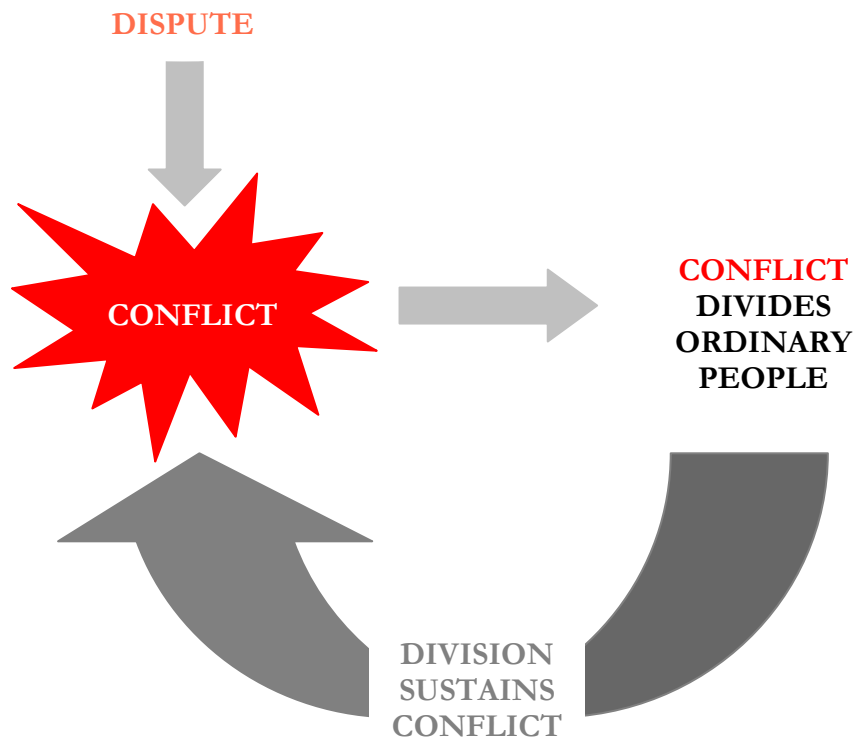 DISPUTE
CONFLICT
CONFLICT
DIVIDES
ORDINARY
PEOPLE
DIVISION
SUSTAINS
CONFLICT